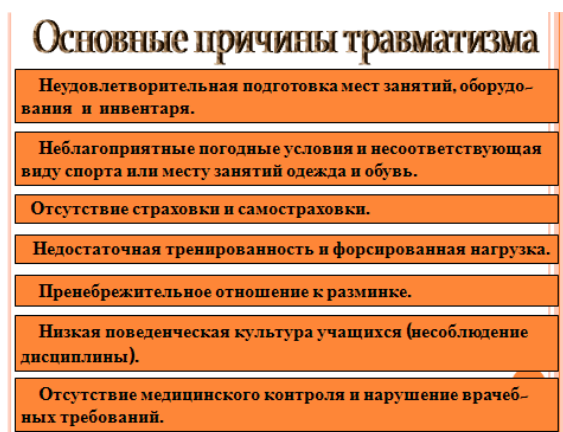 Основные причины травматизма
Неудовлетворительная подготовка мест занятий, оборудо-
вания и инвентаря.
Неблагоприятные погодные условия и несоответствующая
виду спорта или месту занятий одежда и обувь.
Отсутствие страховки и самостраховки.
Недостаточная тренированность и форсированная нагрузка.
Пренебрежительное отношение к разминке.
Низкая поведенческая культура учащихся (несоблюдение
дисциплины).
Отсутствие медицинского контроля и нарушение врачеб-
ных требований.